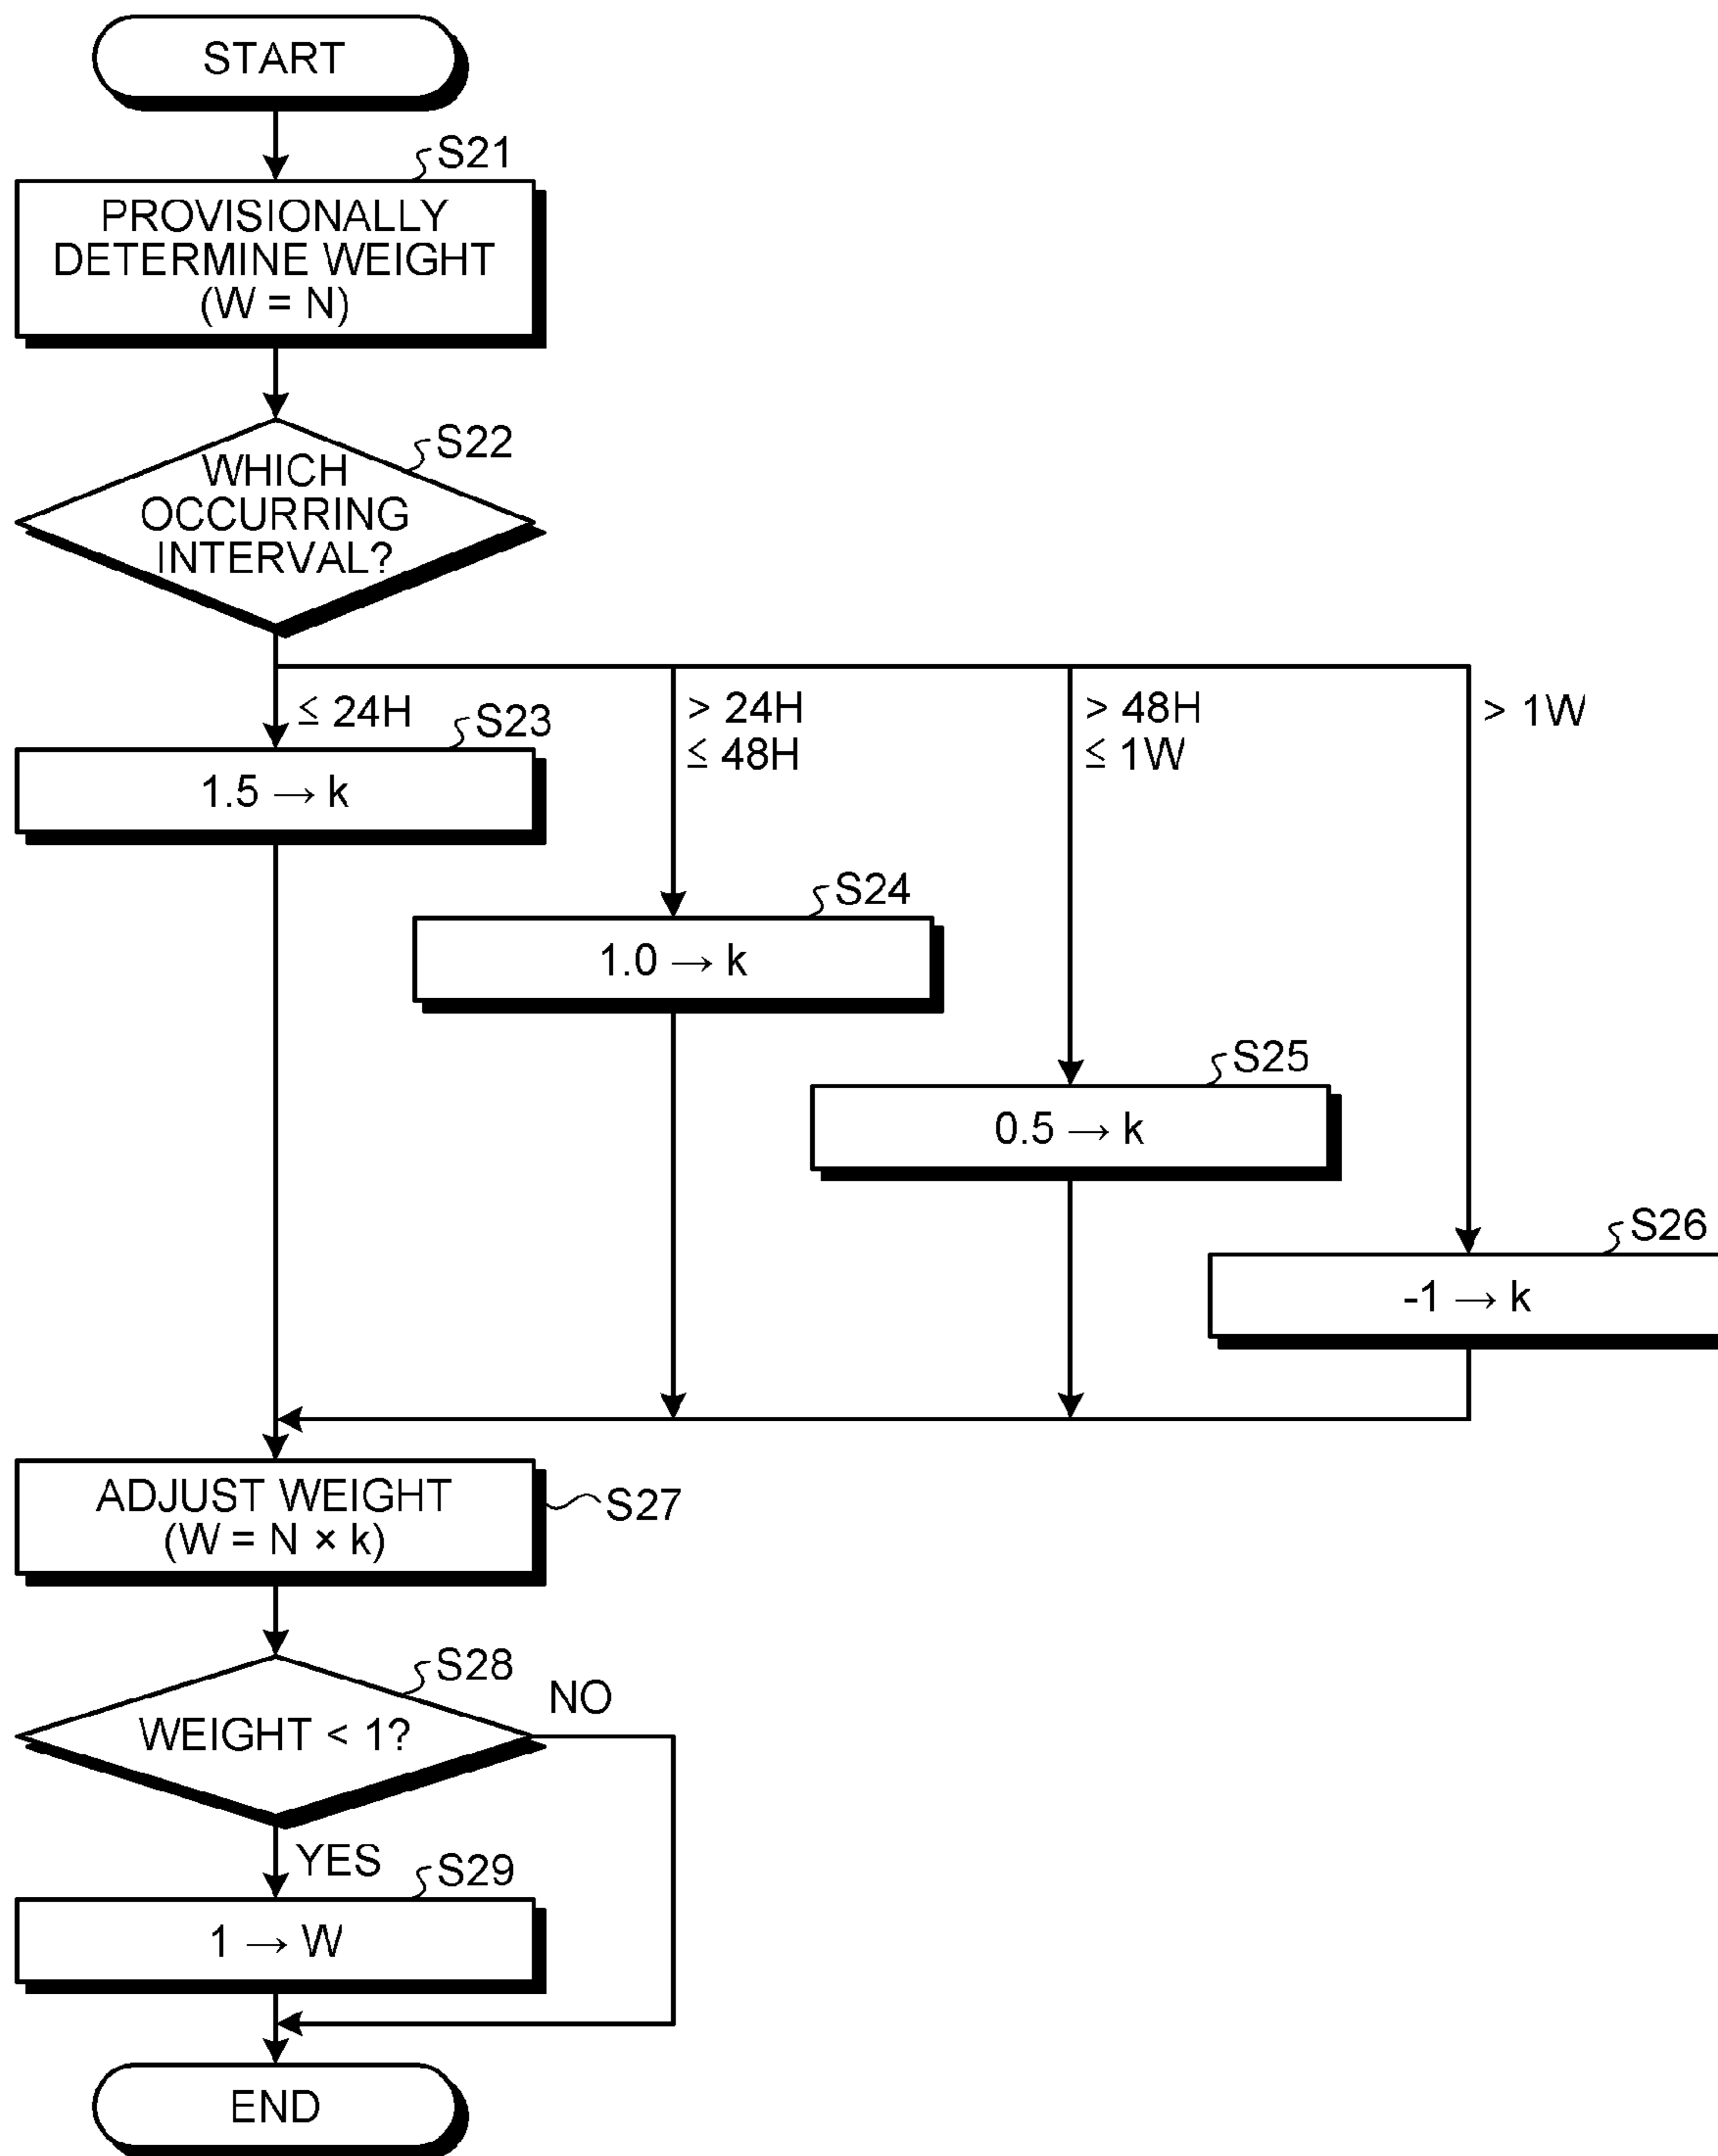 START
S21
PROVISIONALLY
DETERMINE WEIGHT
(W = N)
S22
WHICH
OCCURRING
INTERVAL?
≤ 24H
> 24H
≤ 48H
> 48H
≤ 1W
> 1W
S23
1.5 → k
S24
1.0 → k
S25
0.5 → k
S26
-1 → k
ADJUST WEIGHT
(W = N × k)
S27
S28
WEIGHT < 1?
NO
YES
S29
1 → W
END